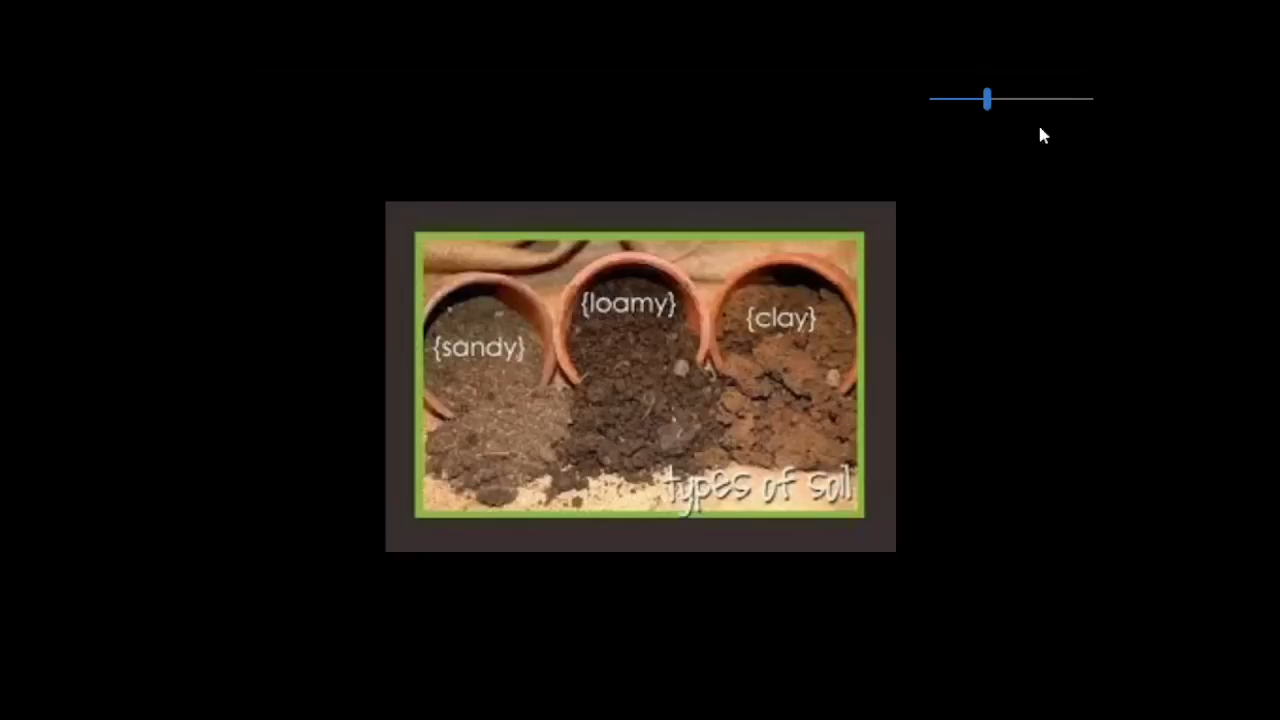 {sandy}
{loamy}
{clay}
types of soil